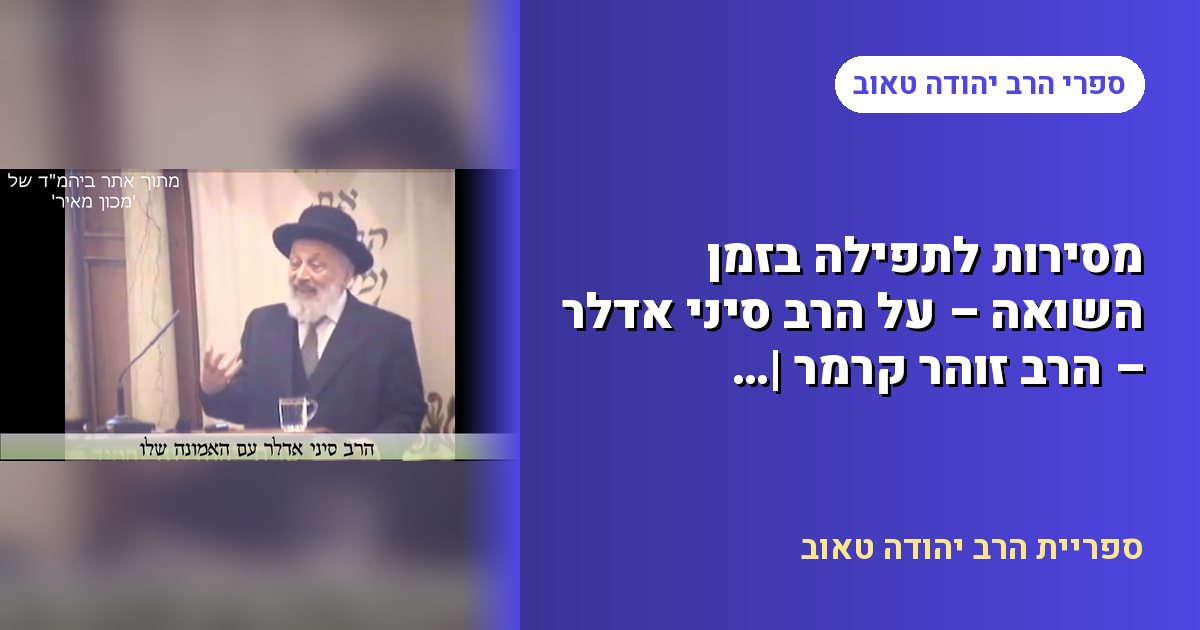 ספרי הרב יהודה טאוב
מסירות לתפילה בזמן
השואה – על הרב סיני אדלר
– הרב זוהר קרמר |...
ספריית הרב יהודה טאוב
מתוך אתר ביהמ"ד של
'מכון מאיר'
הרב סיני אדלר עם האמונה שלו